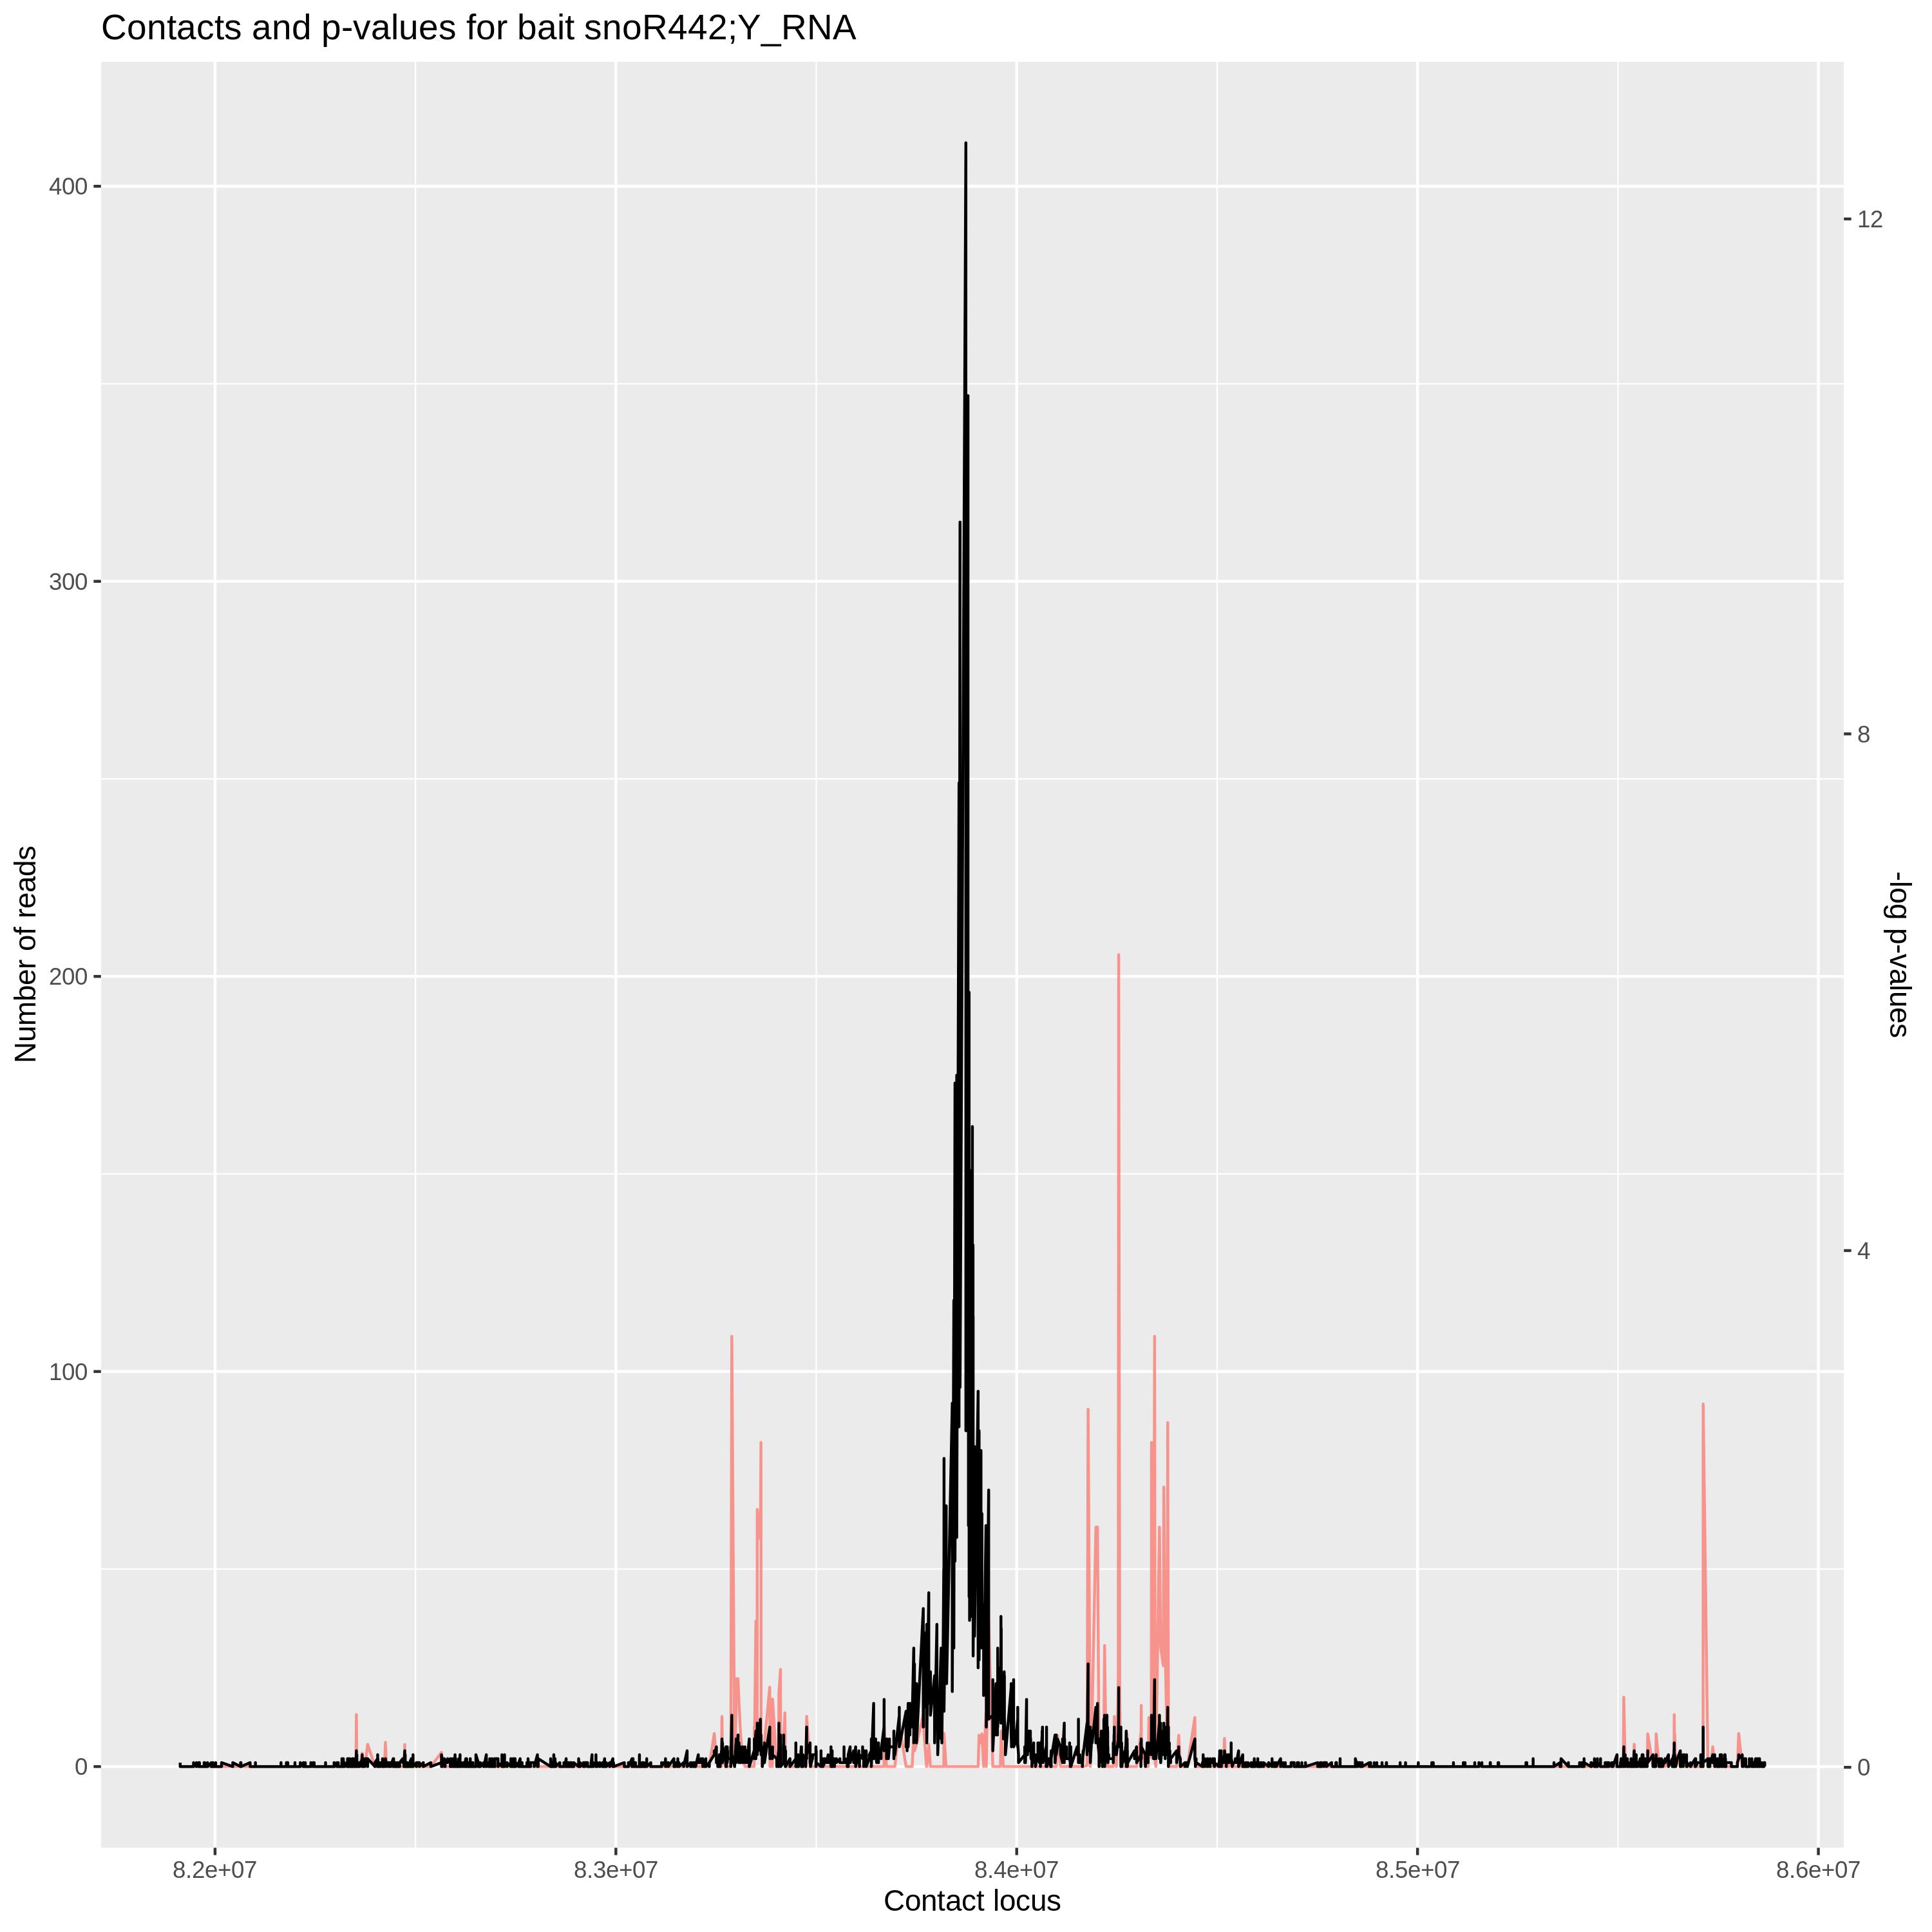 Contacts and p-values for bait snoR442;Y_RNA
Number of reads
400
300
200
100
0
12
8
4
0
-log p-values
8.2e+07
8.3e+07
8.4e+07
8.5e+07
8.6e+07
Contact locus